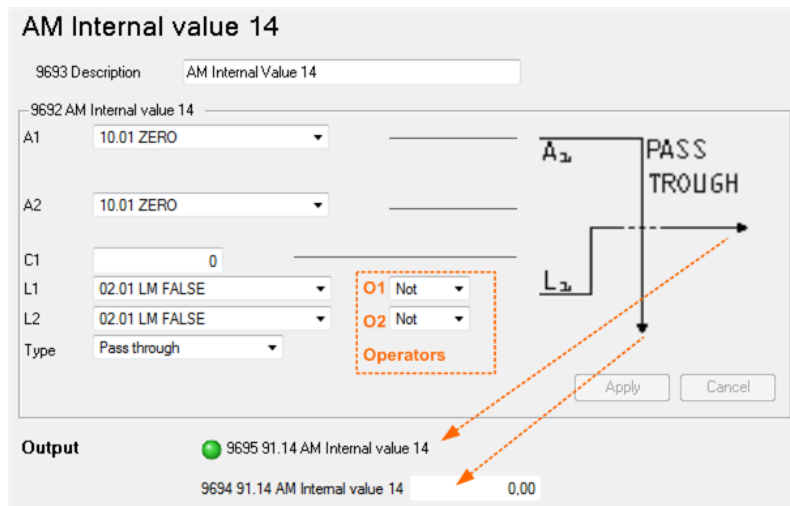 AM Internal value 14
9693 Description AM Internal Value 14
9692 AM Internal value 14
A1 10.01 ZERO
A1 PASS
TROUGH
A2 10.01 ZERO
C1 0
L1 02.01 LM FALSE O1 Not L1
L2 02.01 LM FALSE O2 Not
Type Pass through Operators
Apply Cancel
Output 9695 91.14 AM Internal value 14
9694 91.14 AM Internal value 14 0,00